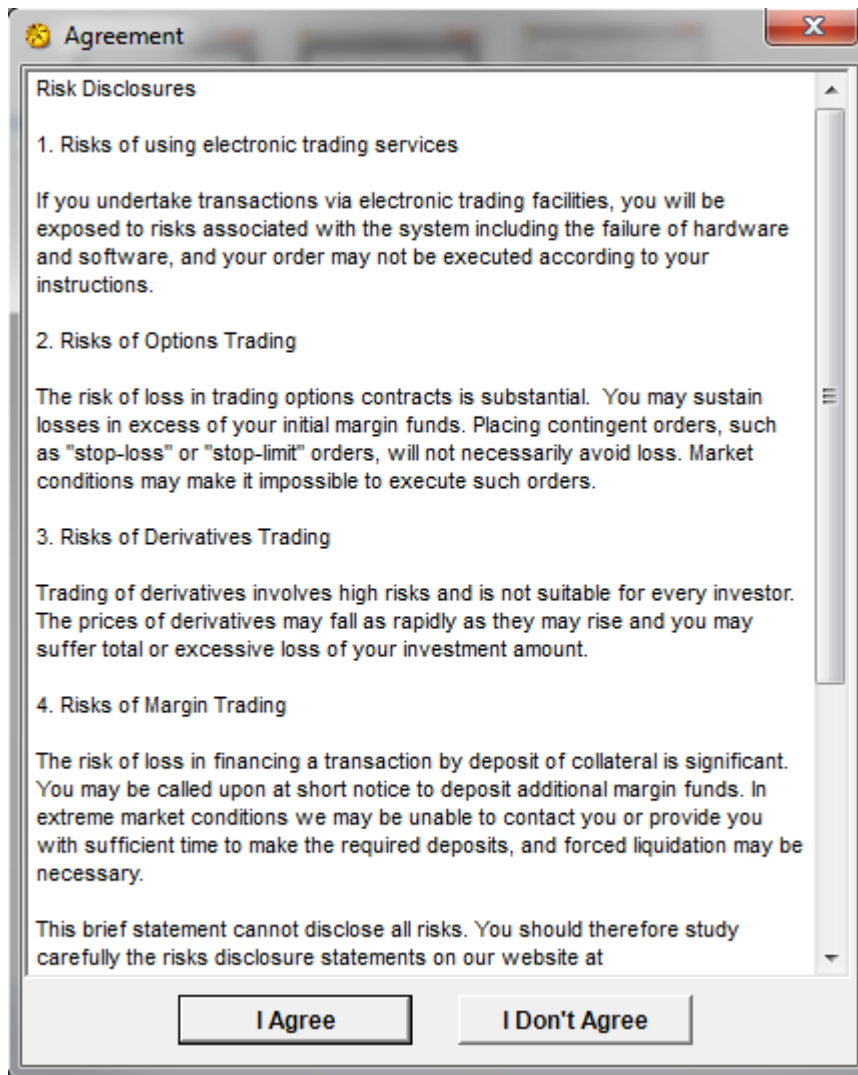 Agreement
Risk Disclosures
1. Risks of using electronic trading services
If you undertake transactions via electronic trading facilities, you will be
exposed to risks associated with the system including the failure of hardware
and software, and your order may not be executed according to your
instructions.
2. Risks of Options Trading
The risk of loss in trading options contracts is substantial.  You may sustain
losses in excess of your initial margin funds. Placing contingent orders, such
as "stop-loss" or "stop-limit" orders, will not necessarily avoid loss. Market
conditions may make it impossible to execute such orders.
3. Risks of Derivatives Trading
Trading of derivatives involves high risks and is not suitable for every investor.
The prices of derivatives may fall as rapidly as they may rise and you may
suffer total or excessive loss of your investment amount.
4. Risks of Margin Trading
The risk of loss in financing a transaction by deposit of collateral is significant.
You may be called upon at short notice to deposit additional margin funds. In
extreme market conditions we may be unable to contact you or provide you
with sufficient time to make the required deposits, and forced liquidation may be
necessary.
This brief statement cannot disclose all risks. You should therefore study
carefully the risks disclosure statements on our website at
I Agree
I Don't Agree